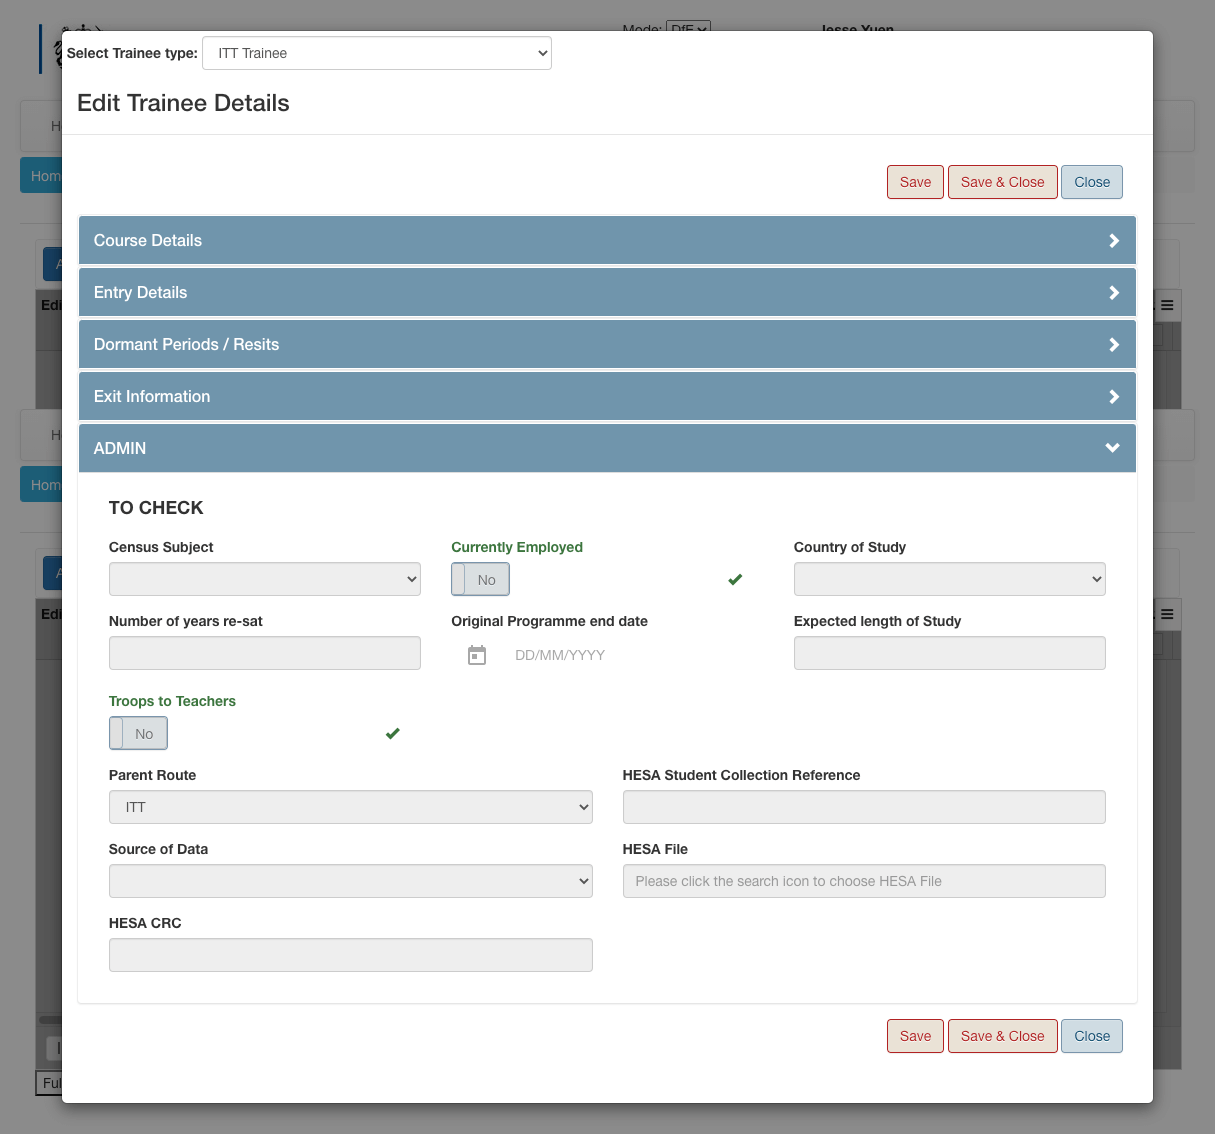 Mode: DfE
Jesse Yuen
Select Trainee type: ITT Trainee
Edit Trainee Details
Save Save & Close Close
Course Details
Entry Details
Dormant Periods / Resits
Exit Information
ADMIN
TO CHECK
Census Subject Currently Employed Country of Study
No
Number of years re-sat Original Programme end date Expected length of Study
DD/MM/YYYY
Troops to Teachers
No
Parent Route HESA Student Collection Reference
ITT
Source of Data HESA File
Please click the search icon to choose HESA File
HESA CRC
Save Save & Close Close